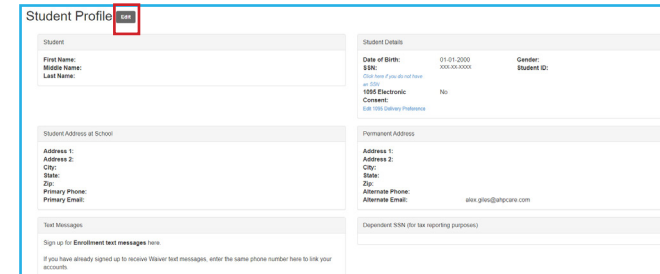 Student Profile Edit
Student
First Name:
Middle Name:
Last Name:
Student Details
Date of Birth: 01-01-2000 Gender:
SSN: XXX-XX-XXXX Student ID:
Click here if you do not have
an SSN
1095 Electronic No
Consent:
Edit 1095 Delivery Preference
Student Address at School
Address 1:
Address 2:
City:
State:
Zip:
Primary Phone:
Primary Email:
Permanent Address
Address 1:
Address 2:
City:
State:
Zip:
Alternate Phone:
Alternate Email: alex.giles@ahpcare.com
Text Messages
Sign up for Enrollment text messages here.
If you have already signed up to receive Waiver text messages, enter the same phone number here to link your
accounts
Dependent SSN (for tax reporting purposes)